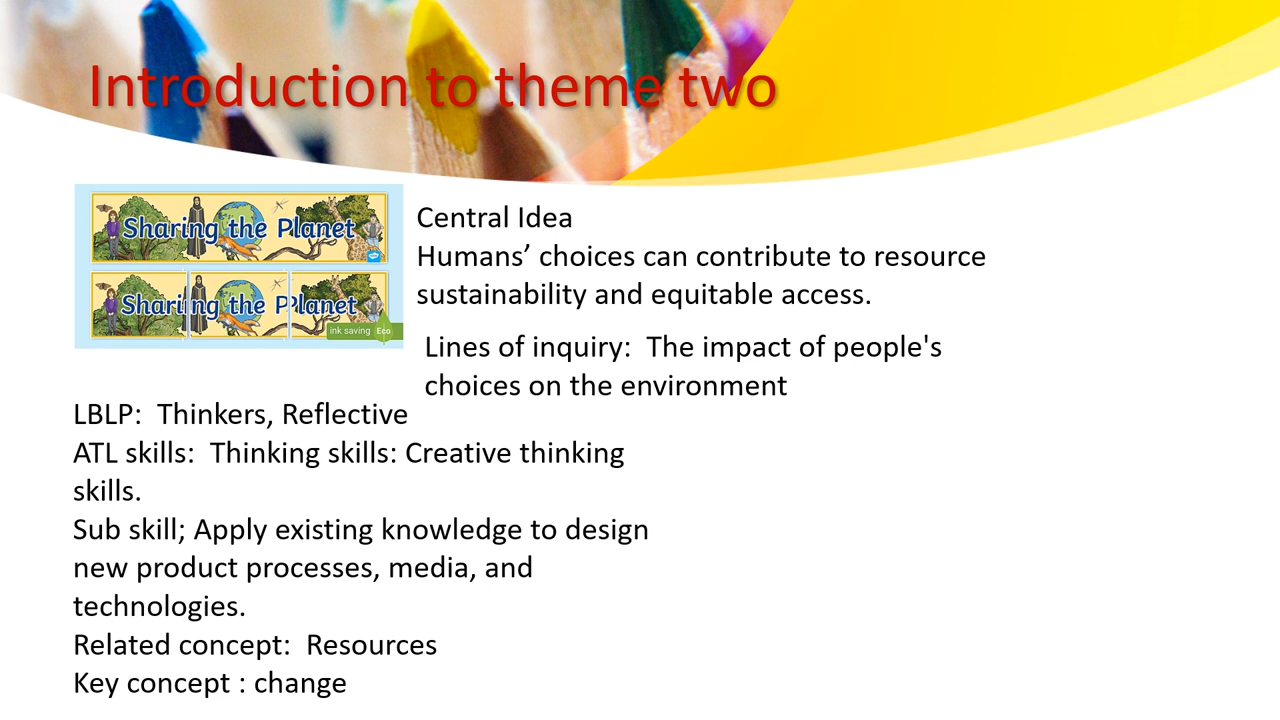 Introduction to theme two
Sharing the Planet
Sharing the Planet
ink saving Eco
Central Idea
Humans’ choices can contribute to resource
sustainability and equitable access.
Lines of inquiry:  The impact of people's
choices on the environment
LBLP:  Thinkers, Reflective
ATL skills:  Thinking skills: Creative thinking
skills.
Sub skill; Apply existing knowledge to design
new product processes, media, and
technologies.
Related concept:  Resources
Key concept : change